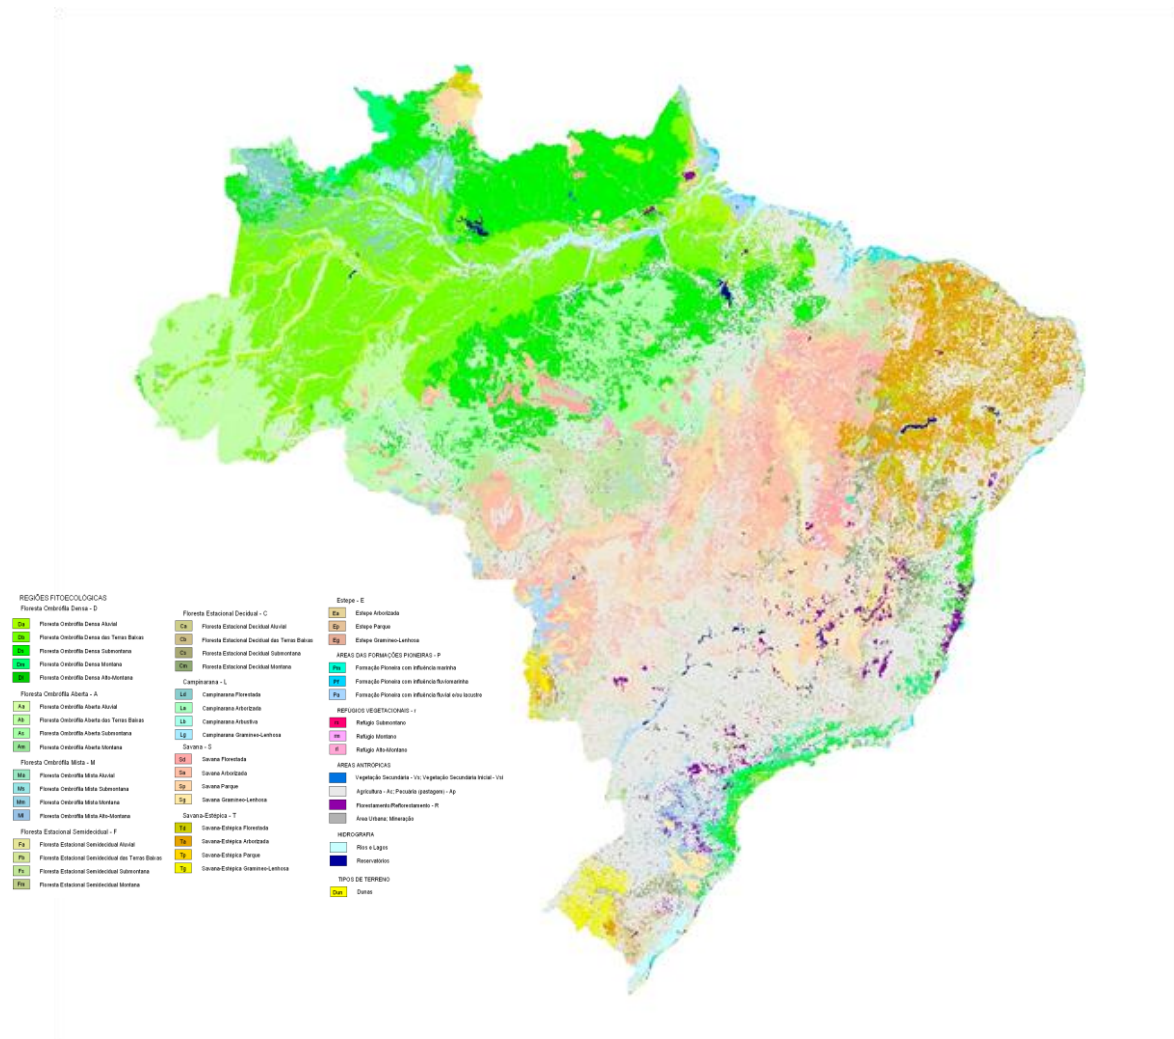 REGIÕES FITOECOLÓGICAS
Floresta Ombrófila Densa - D
Da Floresta Ombrófila Densa Aluvial
Db Floresta Ombrófila Densa das Terras Baixas
Ds Floresta Ombrófila Densa Submontana
Dm Floresta Ombrófila Densa Montana
Dl Floresta Ombrófila Densa Alto-Montana
Floresta Ombrófila Aberta - A
Aa Floresta Ombrófila Aberta Aluvial
Ab Floresta Ombrófila Aberta das Terras Baixas
As Floresta Ombrófila Aberta Submontana
Am Floresta Ombrófila Aberta Montana
Floresta Ombrófila Mista - M
Ma Floresta Ombrófila Mista Aluvial
Ms Floresta Ombrófila Mista Submontana
Mm Floresta Ombrófila Mista Montana
Ml Floresta Ombrófila Mista Alto-Montana
Floresta Estacional Semidecidual - F
Fa Floresta Estacional Semidecidual Aluvial
Fb Floresta Estacional Semidecidual das Terras Baixas
Fs Floresta Estacional Semidecidual Submontana
Fm Floresta Estacional Semidecidual Montana
Floresta Estacional Decidual - C
Ca Floresta Estacional Decidual Aluvial
Cb Floresta Estacional Decidual das Terras Baixas
Cs Floresta Estacional Decidual Submontana
Cm Floresta Estacional Decidual Montana
Campinarana - L
Ld Campinarana Florestada
La Campinarana Arborizada
Lb Campinarana Arbustiva
Lg Campinarana Gramíneo-Lenhosa
Savana - S
Sd Savana Florestada
Sa Savana Arborizada
Sp Savana Parque
Sg Savana Gramíneo-Lenhosa
Savana-Estépica - T
Td Savana-Estépica Florestada
Ta Savana-Estépica Arborizada
Tp Savana-Estépica Parque
Tg Savana-Estépica Gramíneo-Lenhosa
Estepe - E
Ea Estepe Arborizada
Ep Estepe Parque
Eg Estepe Gramíneo-Lenhosa
ÁREAS DAS FORMAÇÕES PIONEIRAS - P
Pm Formação Pioneira com influência marinha
Pf Formação Pioneira com influência fluviomarinha
Pa Formação Pioneira com influência fluvial e/ou lacustre
REFÚGIOS VEGETACIONAIS - r
Refúgio Submontano
rm Refúgio Montano
rl Refúgio Alto-Montano
ÁREAS ANTRÓPICAS
Vegetação Secundária - Vs; Vegetação Secundária Inicial - Vsi
Agricultura - Ac; Pecuária (pastagem) - Ap
Florestamento/Reflorestamento - R
Área Urbana; Mineração
HIDROGRAFIA
Rios e Lagos
Reservatórios
TIPOS DE TERRENO
Dun Dunas